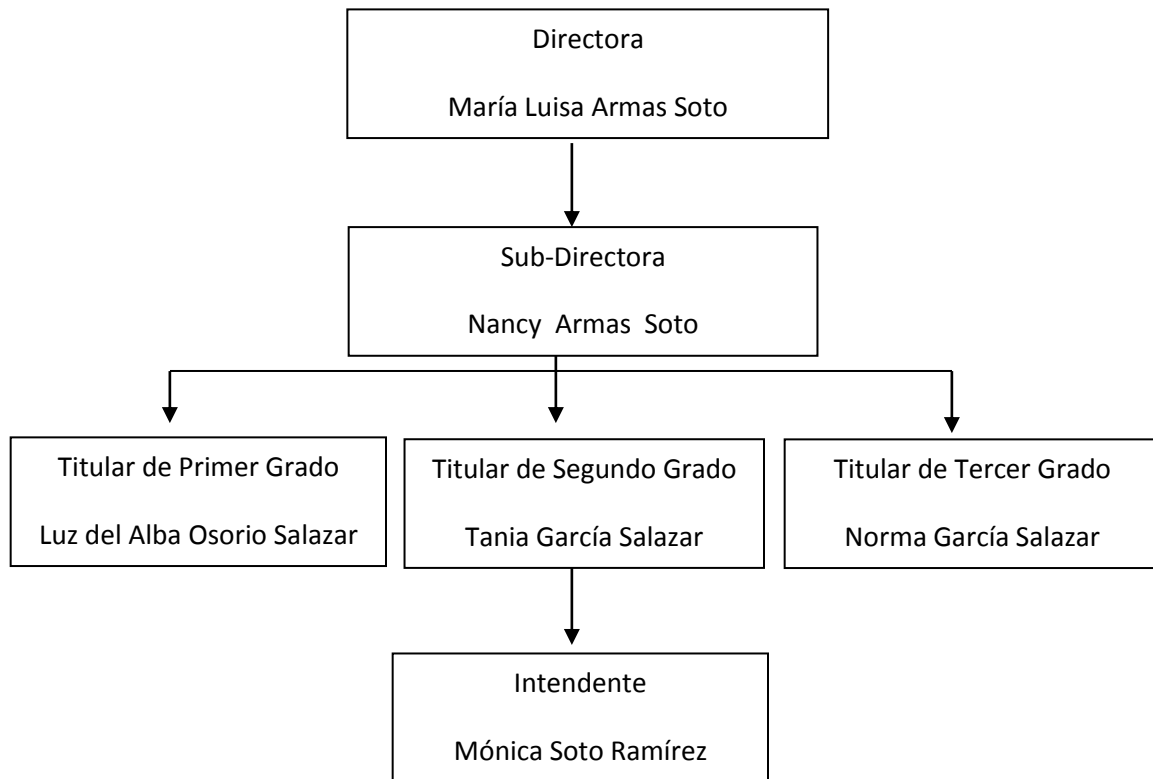 Directora
María Luisa Armas Soto
Sub-Directora
Nancy Armas Soto
Titular de Primer Grado
Luz del Alba Osorio Salazar
Titular de Segundo Grado
Tania García Salazar
Titular de Tercer Grado
Norma García Salazar
Intendente
Mónica Soto Ramírez